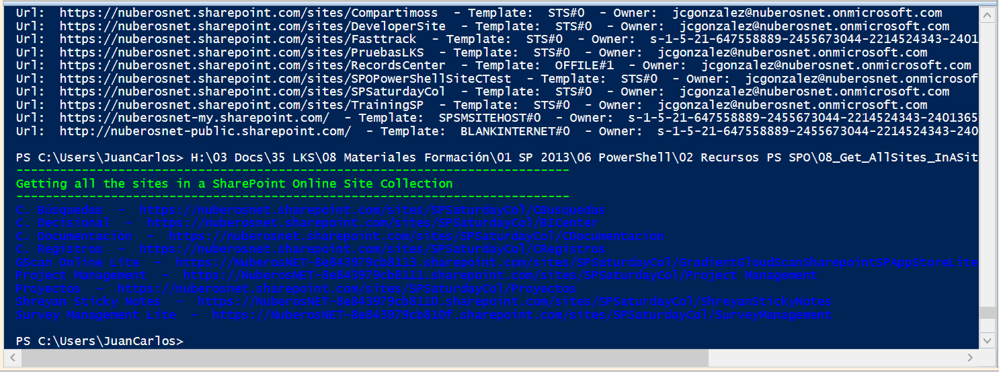 Url:  https://nuberosnet.sharepoint.com/sites/Compartimoss  - Template:  STS#0  - Owner:  jcgonzalez@nuberosnet.onmicrosoft.com
Url:  https://nuberosnet.sharepoint.com/sites/DeveloperSite  - Template:  STS#0  - Owner:  jcgonzalez@nuberosnet.onmicrosoft.com
Url:  https://nuberosnet.sharepoint.com/sites/Fasttrack  - Template:  STS#0  - Owner:  s-1-5-21-647558889-2455673044-2214524343-2401
Url:  https://nuberosnet.sharepoint.com/sites/PruebasLKS  - Template:  STS#0  - Owner:  jcgonzalez@nuberosnet.onmicrosoft.com
Url:  https://nuberosnet.sharepoint.com/sites/RecordsCenter  - Template:  OFFILE#1  - Owner:  jcgonzalez@nuberosnet.onmicrosoft.com
Url:  https://nuberosnet.sharepoint.com/sites/SPOPowerShellSiteCTest  - Template:  STS#0  - Owner:  jcgonzalez@nuberosnet.onmicrosof
Url:  https://nuberosnet.sharepoint.com/sites/SPSaturdayCol  - Template:  STS#0  - Owner:  jcgonzalez@nuberosnet.onmicrosoft.com
Url:  https://nuberosnet.sharepoint.com/sites/TrainingSP  - Template:  STS#0  - Owner:  jcgonzalez@nuberosnet.onmicrosoft.com
Url:  https://nuberosnet-my.sharepoint.com/  - Template:  SPSMSITEHOST#0  - Owner:  s-1-5-21-647558889-2455673044-2214524343-2401365
Url:  http://nuberosnet-public.sharepoint.com/  - Template:  BLANKINTERNET#0  - Owner:  s-1-5-21-647558889-2455673044-2214524343-240
PS C:\Users\JuanCarlos> H:\03 Docs\35 LKS\08 Materiales Formación\01 SP 2013\06 PowerShell\02 Recursos PS SPO\08_Get_AllSites_InASit
----------------------------------------------------------------------------
Getting all the sites in a SharePoint Online Site Collection
----------------------------------------------------------------------------
C. Búsquedas  -  https://nuberosnet.sharepoint.com/sites/SPSaturdayCol/CBusquedas
C. Decisional  -  https://nuberosnet.sharepoint.com/sites/SPSaturdayCol/BICenter
C. Documentación  -  https://nuberosnet.sharepoint.com/sites/SPSaturdayCol/CDocumentacion
C. Registros  -  https://nuberosnet.sharepoint.com/sites/SPSaturdayCol/CRegistros
GScan Online Lite  -  https://NuberosNET-8e843979cb8113.sharepoint.com/sites/SPSaturdayCol/GradientGloudScanSharepointSPAppStoreLite
Project Management  -  https://NuberosNET-8e843979cb8111.sharepoint.com/sites/SPSaturdayCol/Project Management
Proyectos  -  https://nuberosnet.sharepoint.com/sites/SPSaturdayCol/Proyectos
Shreyan Sticky Notes  -  https://NuberosNET-8e843979cb8110.sharepoint.com/sites/SPSaturdayCol/ShreyanStickyNotes
Survey Management Lite  -  https://NuberosNET-8e843979cb810f.sharepoint.com/sites/SPSaturdayCol/SurveyManagement
PS C:\Users\JuanCarlos>